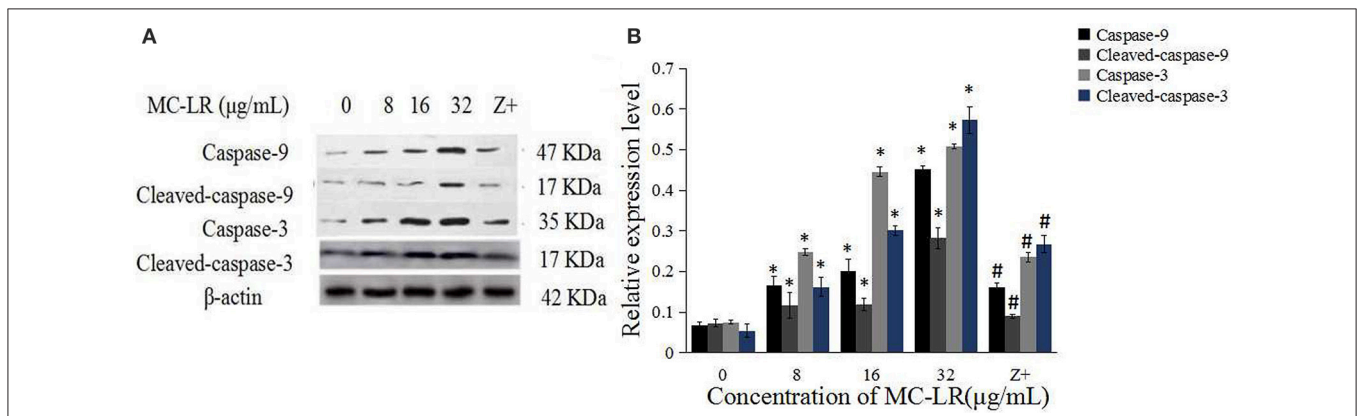 A
MC-LR (µg/mL) 0 8 16 32 Z+
Caspase-9 47 KDa
Cleaved-caspase-9 17 KDa
Caspase-3 35 KDa
Cleaved-caspase-3 17 KDa
β-actin 42 KDa
B
Caspase-9
Cleaved-caspase-9
Caspase-3
Cleaved-caspase-3
Relative expression level
0.7
0.6
0.5
0.4
0.3
0.2
0.1
0
* * * *
* * * *
* * * *
# # # #
0 8 16 32 Z+
Concentration of MC-LR(µg/mL)